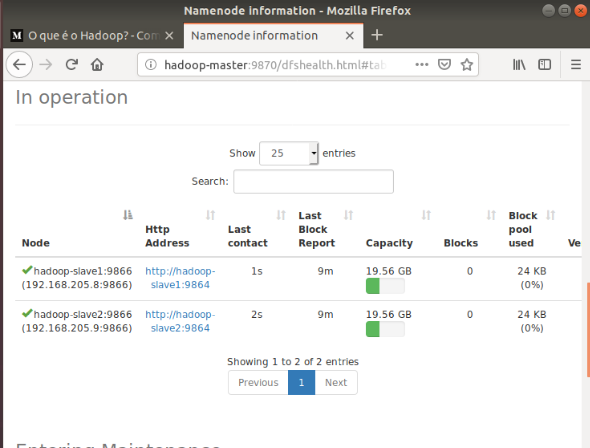 Namenode information - Mozilla Firefox
O que é o Hadoop? - Com
Namenode information
hadoop-master:9870/dfshealth.html#tab
In operation
Show 25 entries
Search:
Node Http Address Last contact Last Block Report Capacity Blocks Block pool used Ve
hadoop-slave1:9866 (192.168.205.8:9866) http://hadoop-slave1:9864 1s 9m 19.56 GB 0 24 KB (0%)
hadoop-slave2:9866 (192.168.205.9:9866) http://hadoop-slave2:9864 2s 9m 19.56 GB 0 24 KB (0%)
Showing 1 to 2 of 2 entries
Previous 1 Next
Entering Maintenance